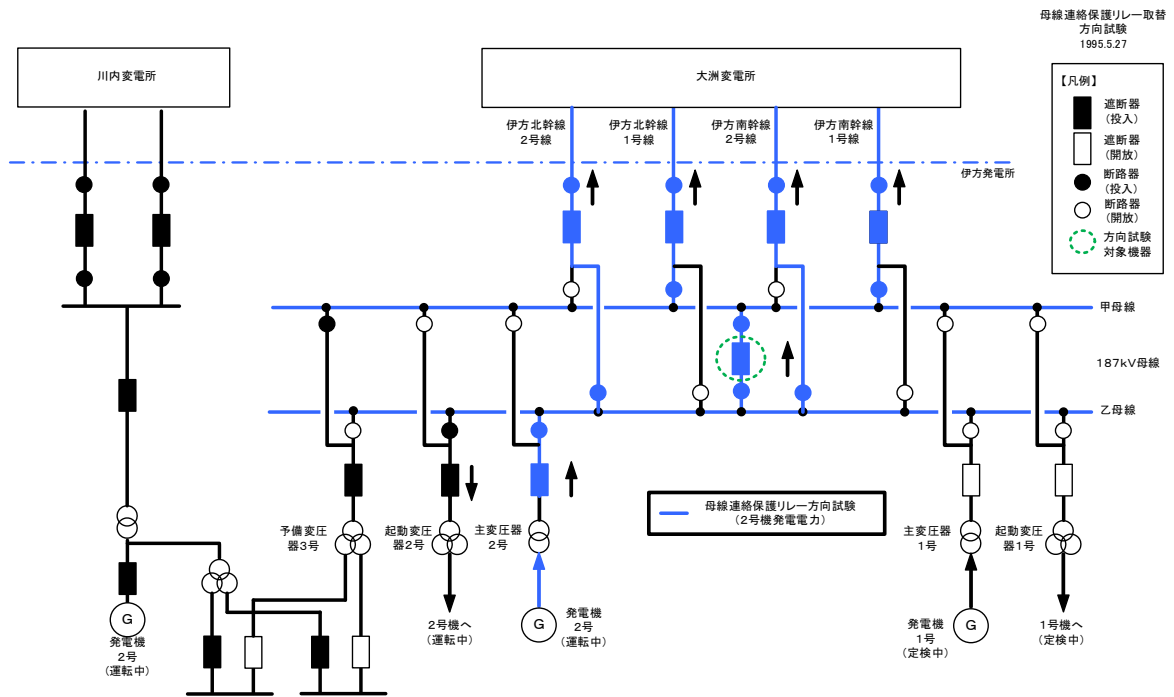 母線連絡保護リレー取替
方向試験
1995.5.27
川内変電所
大洲変電所
【凡例】
遮断器
(投入)
遮断器
(開放)
断路器
(投入)
断路器
(開放)
方向試験
対象機器
伊方北幹線
2号線
伊方北幹線
1号線
伊方南幹線
2号線
伊方南幹線
1号線
伊方発電所
甲母線
187kV母線
乙母線
母線連絡保護リレー方向試験
(2号機発電電力)
予備変圧
器3号
起動変圧
器2号
主変圧器
2号
主変圧器
1号
起動変圧
器1号
G
発電機
2号
(運転中)
2号機へ
(運転中)
G
発電機
2号
(運転中)
発電機
1号
(定検中)
G
1号機へ
(定検中)